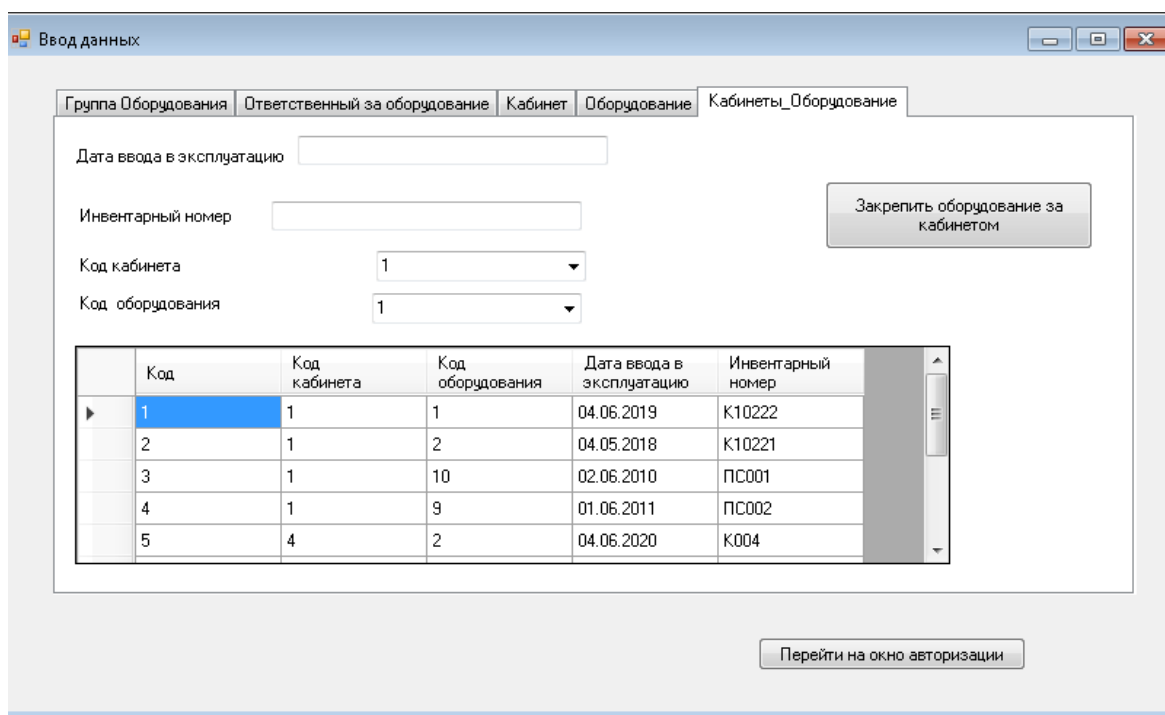 Ввод данных
Группа Оборудования Ответственный за оборудование Кабинет Оборудование Кабинеты_Оборудование
Дата ввода в эксплуатацию
Закрепить оборудование за
кабинетом
Инвентарный номер
Код кабинета 1
Код оборудования 1
Код Код кабинета Код оборудования Дата ввода в эксплуатацию Инвентарный номер
1 1 1 04.06.2019 К10222
2 1 2 04.05.2018 К10221
3 1 10 02.06.2010 ПС001
4 1 9 01.06.2011 ПС002
5 4 2 04.06.2020 К004
Перейти на окно авторизации